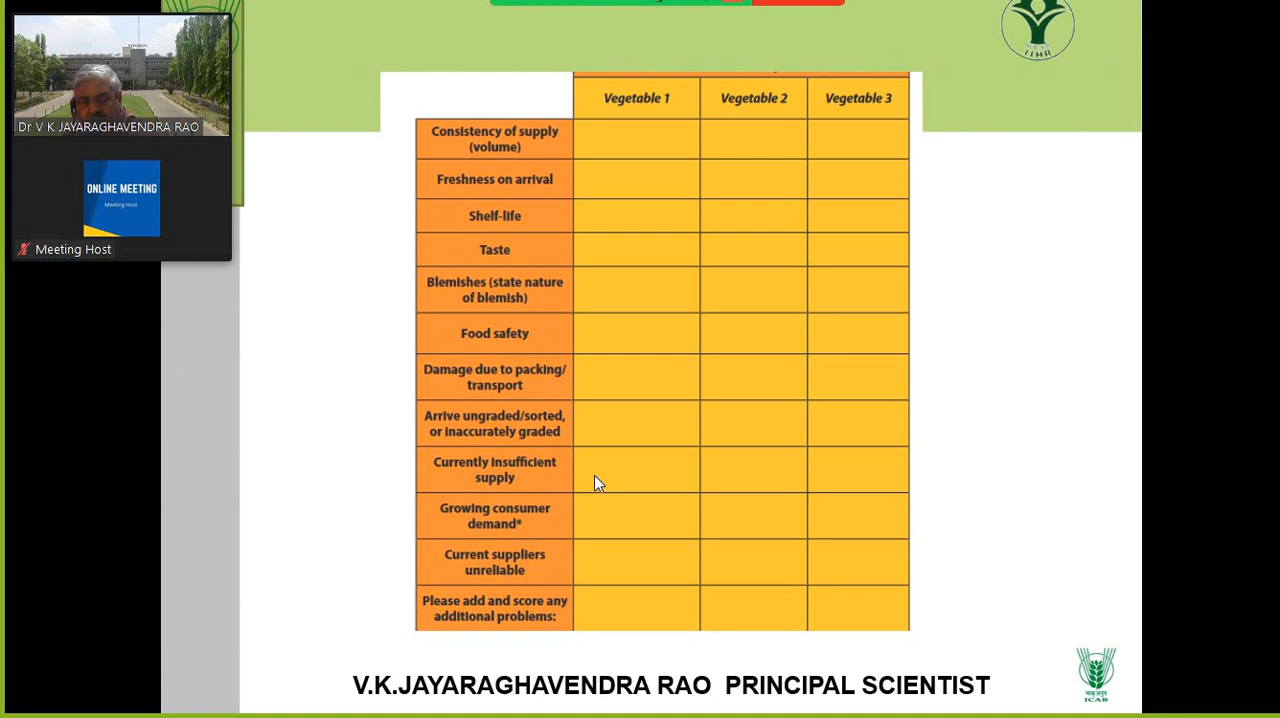 IIHR
Vegetable 1
Vegetable 2
Vegetable 3
Dr V K JAYARAGHAVENDRA RAO
ONLINE MEETING
Meeting Host
Meeting Host
Consistency of supply
(volume)
Freshness on arrival
Shelf-life
Taste
Blemishes (state nature
of blemish)
Food safety
Damage due to packing/
transport
Arrive ungraded/sorted,
or inaccurately graded
Currently insufficient
supply
Growing consumer
demand*
Current suppliers
unreliable
Please add and score any
additional problems:
V.K.JAYARAGHAVENDRA RAO PRINCIPAL SCIENTIST
ICAR